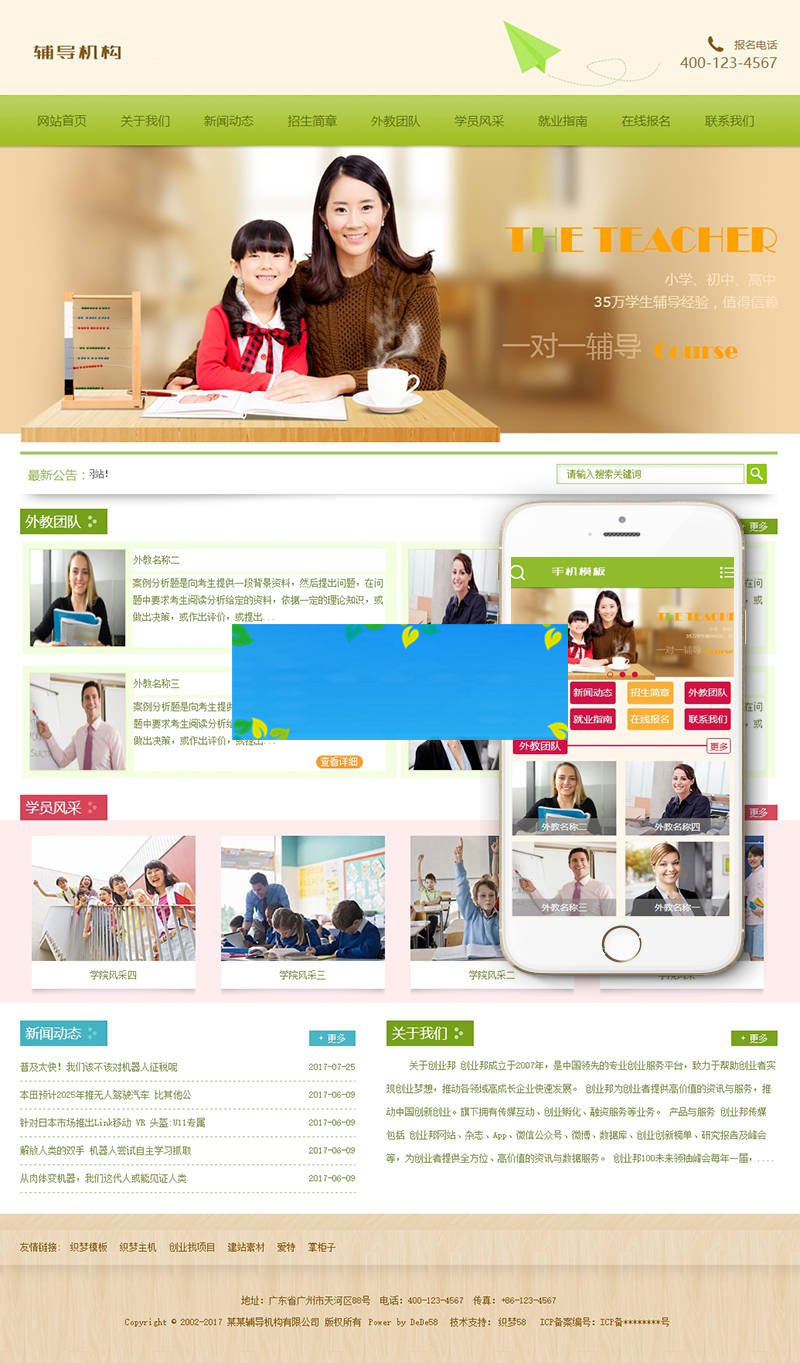 辅导机构
报名电话
400-123-4567
网站首页 关于我们 新闻动态 招生简章 外教团队 学员风采 就业指南 在线报名 联系我们
THE TEACHER
小学、初中、高中
35万学生辅导经验，值得信赖
一对一辅导 Course
最新公告：
请输入搜索关键词
外教团队
+ 更多
外教名称二
案例分析题是向考生提供一段背景资料，然后提出问题，在问
题中要求考生阅读分析给定的资料，依据一定的理论知识，或
做出决策，或作出评价，或提出...
外教名称三
案例分析题是向考生提供
题中要求考生阅读分析给
做出决策，或作出评价，或提出...
查看详细
手机模板
THE TEACHER
一对一辅导
新闻动态 招生简章 外教团队
就业指南 在线报名 联系我们
外教团队
更多
外教名称二 外教名称四
外教名称三 外教名称一
学员风采
更多
学院风采四
学院风采三
学院风采二
新闻动态
+ 更多
普及太快！我们该不该对机器人征税呢 2017-07-25
本田预计2025年推无人驾驶汽车 比其他公 2017-06-09
针对日本市场推出Link移动 VR 头盔:U11专属 2017-06-09
解放人类的双手 机器人尝试自主学习抓取 2017-06-09
从肉体变机器，我们这代人或能见证人类 2017-06-09
关于我们
+ 更多
关于创业邦 创业邦成立于2007年，是中国领先的专业创业服务平台，致力于帮助创业者实
现创业梦想，推动各领域高成长企业快速发展。 创业邦为创业者提供高价值的资讯与服务，推
动中国创新创业。旗下拥有传媒互动、创业孵化、融资服务等业务。 产品与服务 创业邦传媒
包括 创业邦网站、杂志、App、微信公众号、微博、数据库、创业创新榜单、研究报告及峰会
等，为创业者提供全方位、高价值的资讯与数据服务。 创业邦100未来领袖峰会每年一届，....
友情链接： 织梦模板 织梦主机 创业找项目 建站素材 爱特 掌柜子
地址：广东省广州市天河区88号 电话：400-123-4567 传真：+86-123-4567
Copyright © 2002-2017 某某辅导机构有限公司 版权所有 Power by DeDe58 技术支持：织梦58 ICP备案编号：ICP备********号